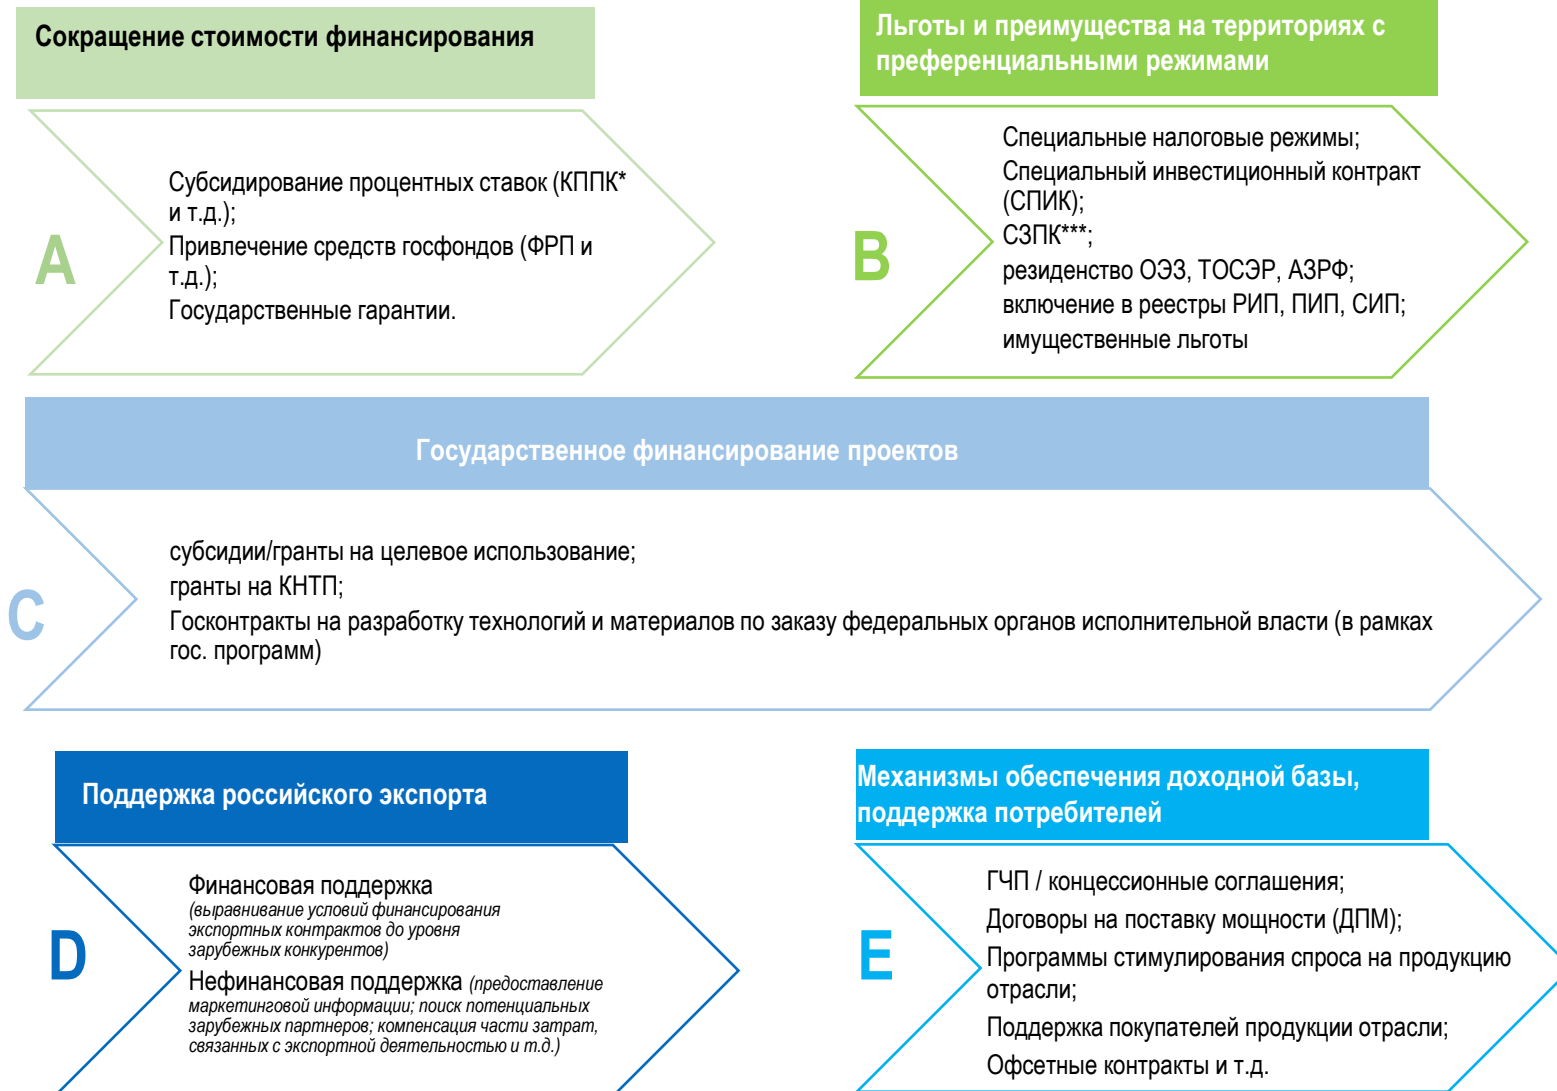 Сокращение стоимости финансирования
A
Субсидирование процентных ставок (КППК*
и т.д.);
Привлечение средств госфондов (ФРП и
т.д.);
Государственные гарантии.
Льготы и преимущества на территориях с
преференциальными режимами
B
Специальные налоговые режимы;
Специальный инвестиционный контракт
(СПИК);
СЗПК***;
резиденство ОЭЗ, ТОСЭР, АЗРФ;
включение в реестры РИП, ПИП, СИП;
имущественные льготы
Государственное финансирование проектов
C
субсидии/гранты на целевое использование;
гранты на КНТП;
Госконтракты на разработку технологий и материалов по заказу федеральных органов исполнительной власти (в рамках
гос. программ)
Поддержка российского экспорта
D
Финансовая поддержка
(выравнивание условий финансирования
экспортных контрактов до уровня
зарубежных конкурентов)
Нефинансовая поддержка (предоставление
маркетинговой информации; поиск потенциальных
зарубежных партнеров; компенсация части затрат,
связанных с экспортной деятельностью и т.д.)
Механизмы обеспечения доходной базы,
поддержка потребителей
E
ГЧП / концессионные соглашения;
Договоры на поставку мощности (ДПМ);
Программы стимулирования спроса на продукцию
отрасли;
Поддержка покупателей продукции отрасли;
Офсетные контракты и т.д.